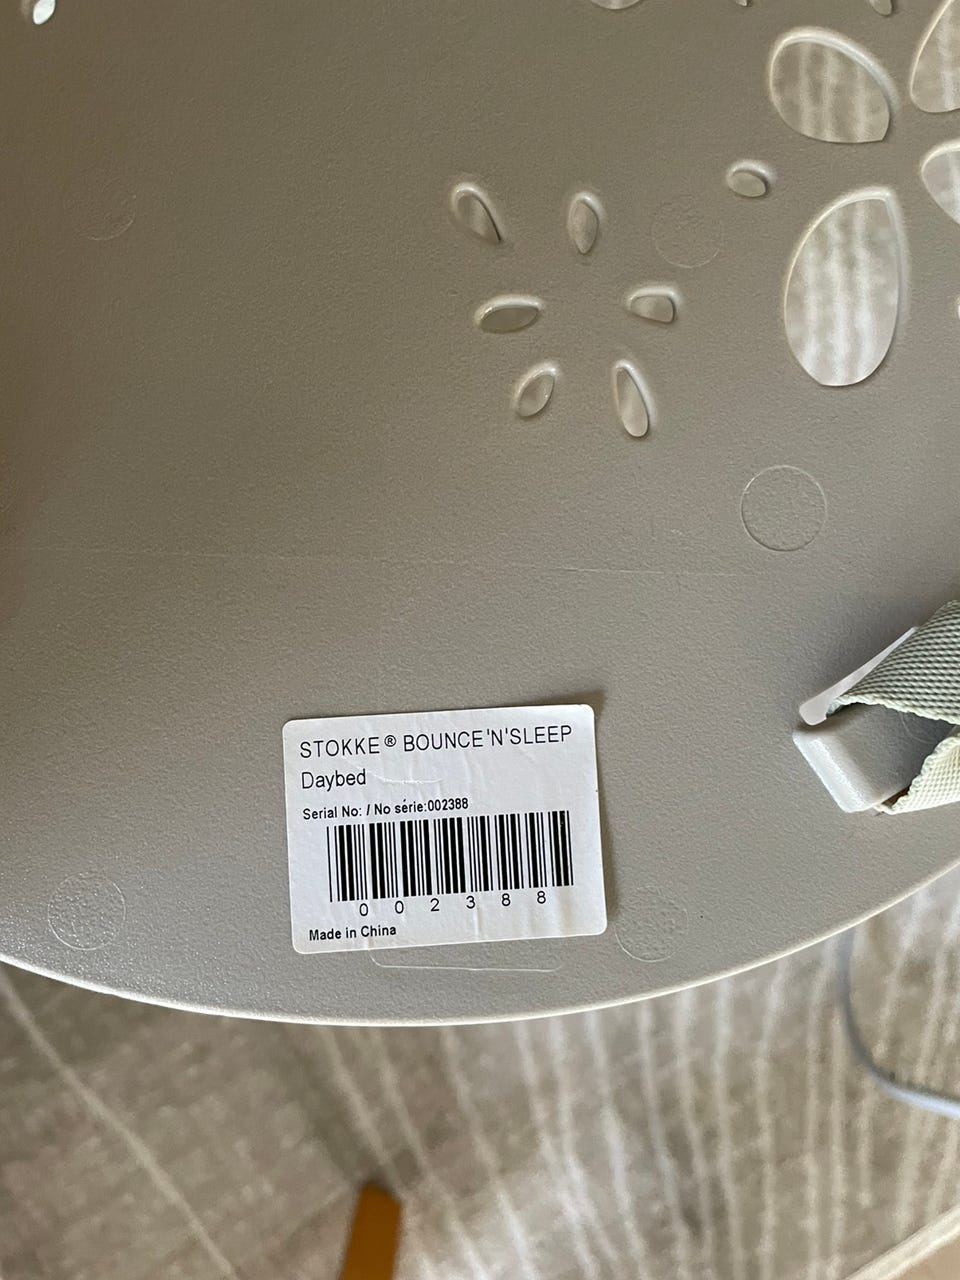 STOKKE® BOUNCE'N'SLEEP
Daybed
Serial No: / No série:002388
002388
Made in China